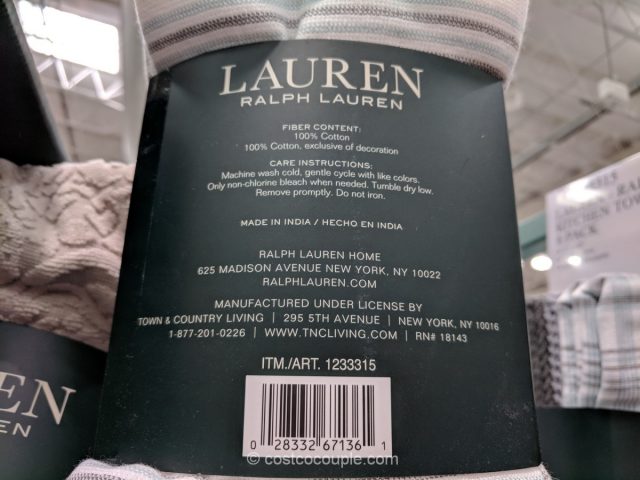 LAUREN
RALPH LAUREN
FIBER CONTENT:
100% Cotton
100% Cotton, exclusive of decoration
CARE INSTRUCTIONS:
Machine wash cold, gentle cycle with like colors.
Only non-chlorine bleach when needed. Tumble dry low.
Remove promptly. Do not iron.
MADE IN INDIA / HECHO EN INDIA
RALPH LAUREN HOME
625 MADISON AVENUE NEW YORK, NY 10022
RALPHLAUREN.COM
MANUFACTURED UNDER LICENSE BY
TOWN & COUNTRY LIVING | 295 5TH AVENUE | NEW YORK, NY 10016
1-877-201-0226 | WWW.TNCLIVING.COM | RN# 18143
ITM./ART. 1233315
0 28332 67136 1
© costcocouple.com
EN
EN
KITCHEN TOW